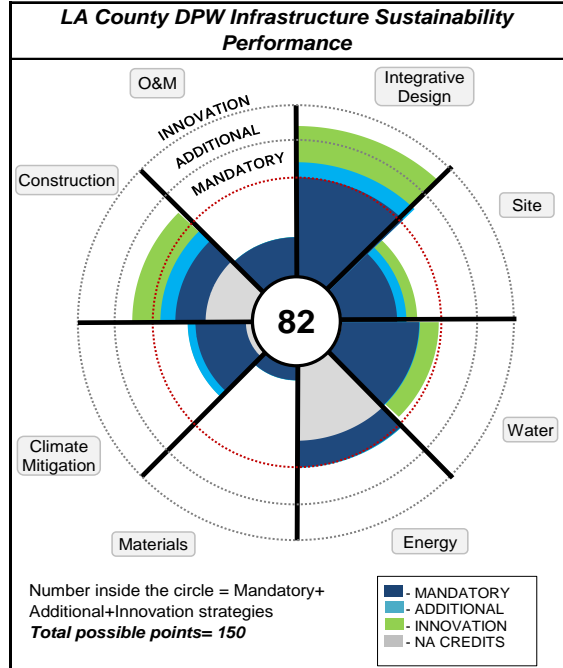 LA County DPW Infrastructure Sustainability
Performance
O&M
Integrative
Design
INNOVATION
ADDITIONAL
MANDATORY
Construction
Site
82
Climate
Mitigation
Water
Materials
Energy
Number inside the circle = Mandatory+
Additional+Innovation strategies
Total possible points= 150
- MANDATORY
- ADDITIONAL
- INNOVATION
- NA CREDITS